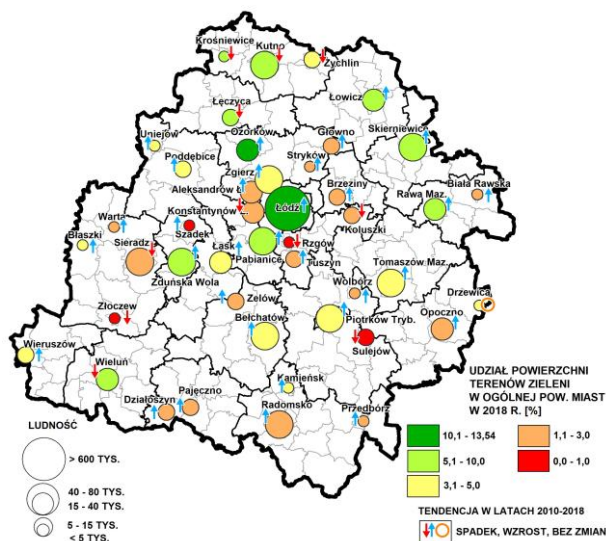 Krośniewice
Kutno
Żychlin
Łowicz
Łęczyca
Ozorków
Głowno
Skierniewice
Uniejów
Stryków
Poddębice
Zgierz
Aleksandrów Ł.
Brzeziny
Biała Rawska
Rawa Maz.
Łódź
Warta
Konstantynów Ł.
Koluszki
Błaszki
Szadek
Sieradz
Łask
Pabianice
Rzgów
Tuszyn
Zduńska Wola
Tomaszów Maz.
Wolbórz
Drzewica
Zelów
Złoczew
Opoczno
Bełchatów
Piotrków Tryb.
Wieruszów
Sulejów
Wieluń
Kamieńsk
Działoszyn
Pajęczno
Radomsko
Przedbórz
UDZIAŁ POWIERZCHNI
TERENÓW ZIELENI
W OGÓLNEJ POW. MIAST
W 2018 R. [%]
10,1 - 13,54
1,1 - 3,0
5,1 - 10,0
0,0 - 1,0
3,1 - 5,0
LUDNOŚĆ
> 600 TYS.
40 - 80 TYS.
15 - 40 TYS.
5 - 15 TYS.
< 5 TYS.
TENDENCJA W LATACH 2010-2018
SPADEK, WZROST, BEZ ZMIAN